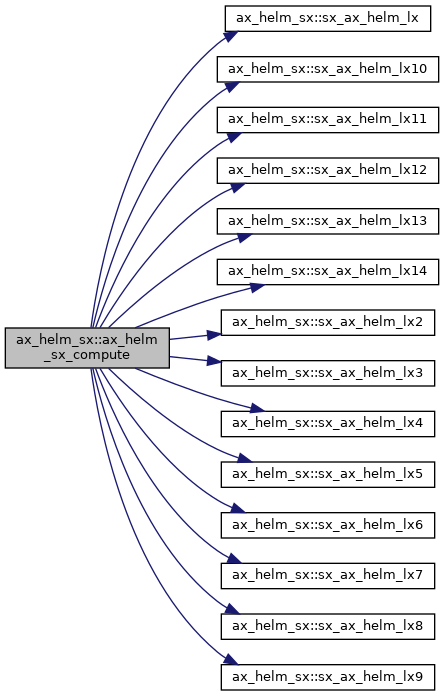 ax_helm_sx::ax_helm
_sx_compute
ax_helm_sx::sx_ax_helm_lx
ax_helm_sx::sx_ax_helm_lx10
ax_helm_sx::sx_ax_helm_lx11
ax_helm_sx::sx_ax_helm_lx12
ax_helm_sx::sx_ax_helm_lx13
ax_helm_sx::sx_ax_helm_lx14
ax_helm_sx::sx_ax_helm_lx2
ax_helm_sx::sx_ax_helm_lx3
ax_helm_sx::sx_ax_helm_lx4
ax_helm_sx::sx_ax_helm_lx5
ax_helm_sx::sx_ax_helm_lx6
ax_helm_sx::sx_ax_helm_lx7
ax_helm_sx::sx_ax_helm_lx8
ax_helm_sx::sx_ax_helm_lx9